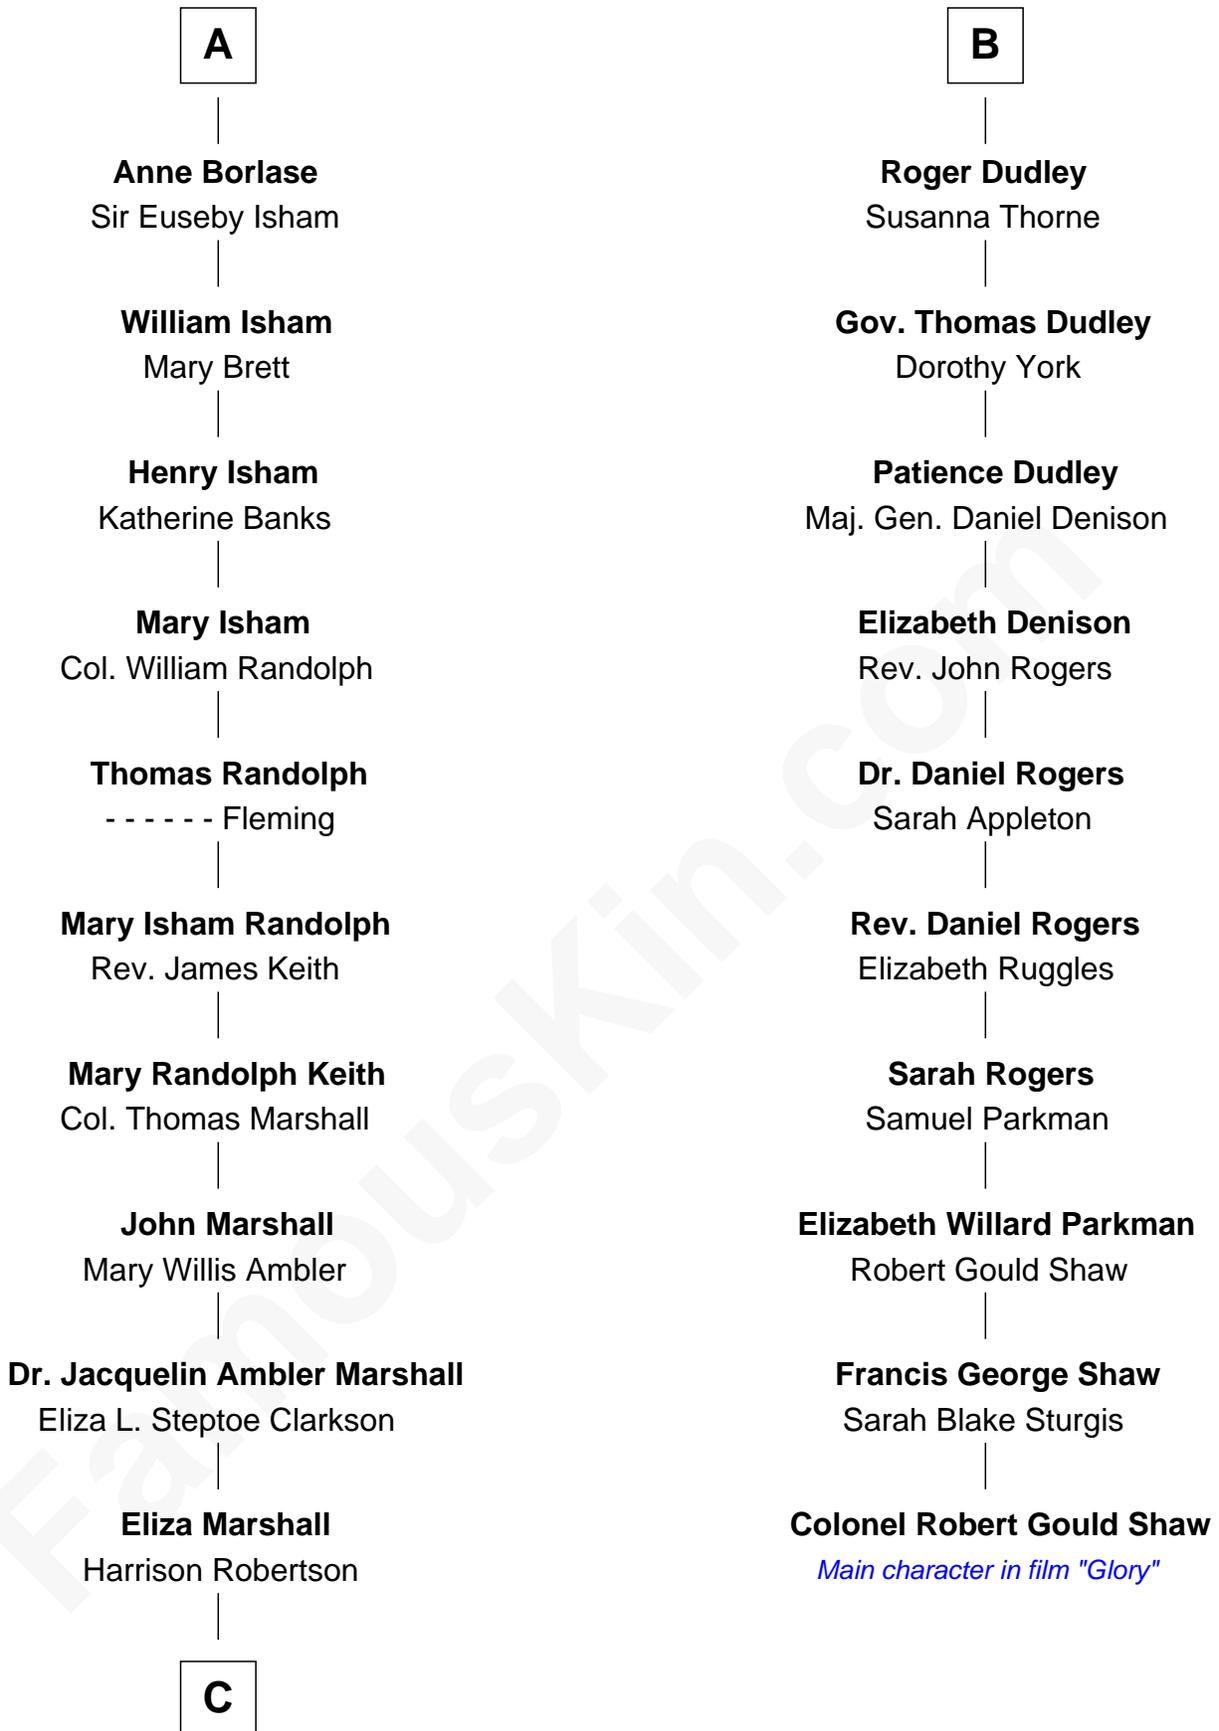 A
Anne Borlase
Sir Euseby Isham
William Isham
Mary Brett
Henry Isham
Katherine Banks
Mary Isham
Col. William Randolph
Thomas Randolph
- - - - - - Fleming
Mary Isham Randolph
Rev. James Keith
Mary Randolph Keith
Col. Thomas Marshall
John Marshall
Mary Willis Ambler
Dr. Jacquelin Ambler Marshall
Eliza L. Steptoe Clarkson
Eliza Marshall
Harrison Robertson
C
B
Roger Dudley
Susanna Thorne
Gov. Thomas Dudley
Dorothy York
Patience Dudley
Maj. Gen. Daniel Denison
Elizabeth Denison
Rev. John Rogers
Dr. Daniel Rogers
Sarah Appleton
Rev. Daniel Rogers
Elizabeth Ruggles
Sarah Rogers
Samuel Parkman
Elizabeth Willard Parkman
Robert Gould Shaw
Francis George Shaw
Sarah Blake Sturgis
Colonel Robert Gould Shaw
Main character in film "Glory"
FamousKin.com